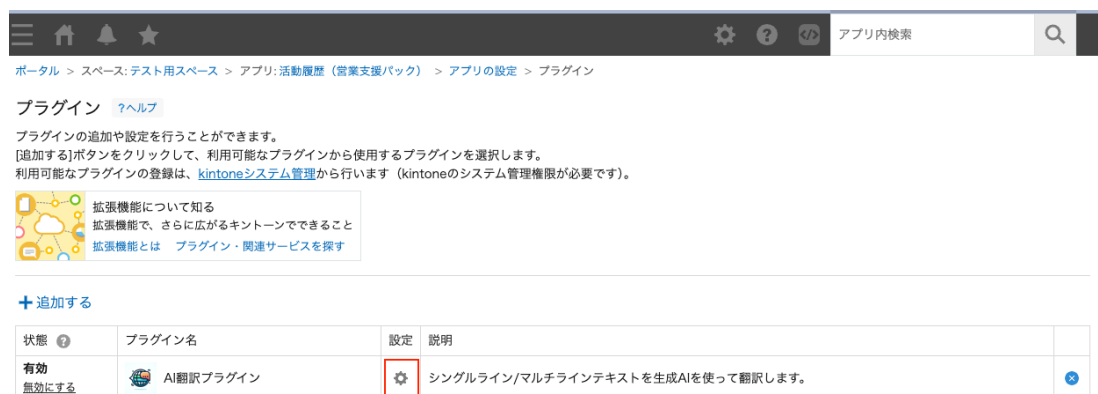 アプリ内検索
ポータル > スペース: テスト用スペース > アプリ: 活動履歴（営業支援パック） > アプリの設定 > プラグイン
プラグイン ?ヘルプ
プラグインの追加や設定を行うことができます。
[追加する]ボタンをクリックして、利用可能なプラグインから使用するプラグインを選択します。
利用可能なプラグインの登録は、kintoneシステム管理から行います（kintoneのシステム管理権限が必要です）。
拡張機能について知る
拡張機能で、さらに広がるキントーンでできること
拡張機能とは プラグイン・関連サービスを探す
追加する
状態 プラグイン名 設定 説明
有効 AI翻訳プラグイン シングルライン/マルチラインテキストを生成AIを使って翻訳します。
無効にする